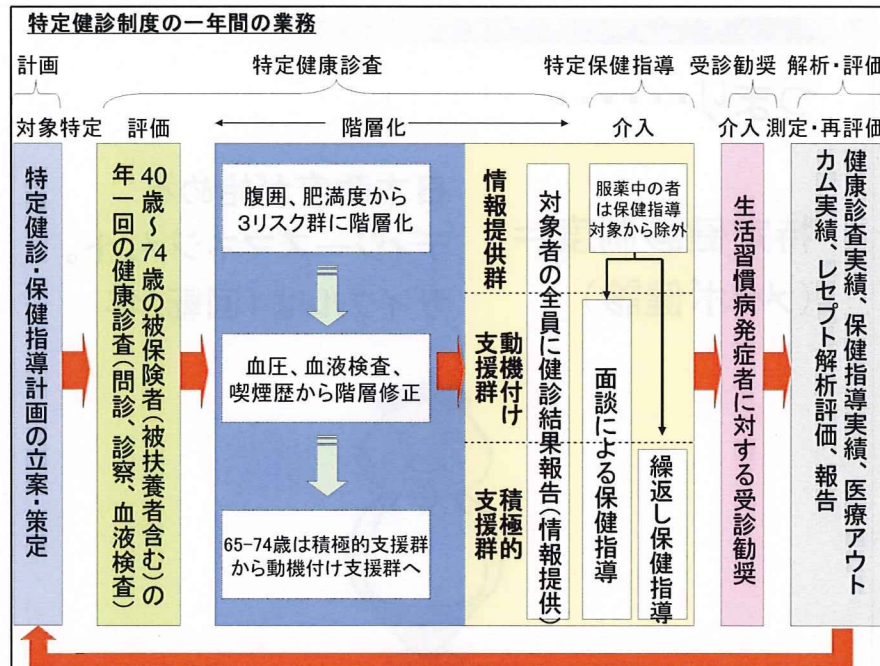 特定健診制度の一年間の業務
計画
特定健康診査
特定保健指導
受診勧奨
解析・評価
対象特定
評価
階層化
介入
介入
測定・再評価
特定健診・保健指導計画の立案・策定
40歳～74歳の被保険者(被扶養者含む)の
年一回の健康診査(問診、診察、血液検査)
腹囲、肥満度から
3リスク群に階層化
血圧、血液検査、
喫煙歴から階層修正
65-74歳は積極的支援群
から動機付け支援群へ
情報提供群
動機付け
支援群
積極的
支援群
対象者の全員に健診結果報告(情報提供)
服薬中の者
は保健指導
対象から除外
面談による保健指導
繰返し保健指導
生活習慣病発症者に対する受診勧奨
健康診査実績、保健指導実績、医療アウト
カム実績、レセプト解析評価、報告